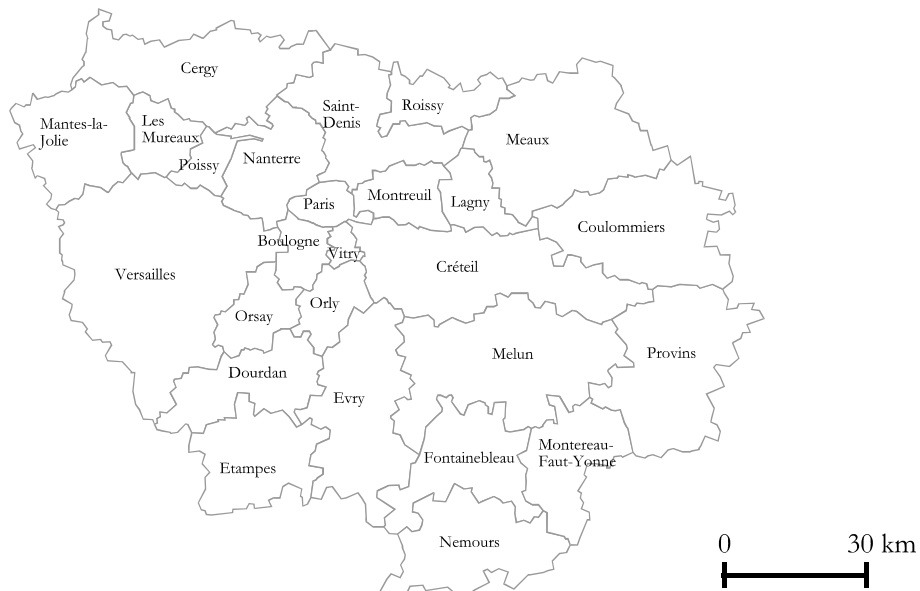 Cergy
Saint-
Denis
Roissy
Mantes-la-
Jolie
Les
Mureaux
Poissy
Nanterre
Meaux
Paris
Montreuil
Lagny
Coulommiers
Boulogne
Vitry
Versailles
Créteil
Orsay
Orly
Melun
Provins
Dourdan
Evry
Etampes
Fontainebleau
Montereau-
Faut-Yonne
Nemours
0 30 km